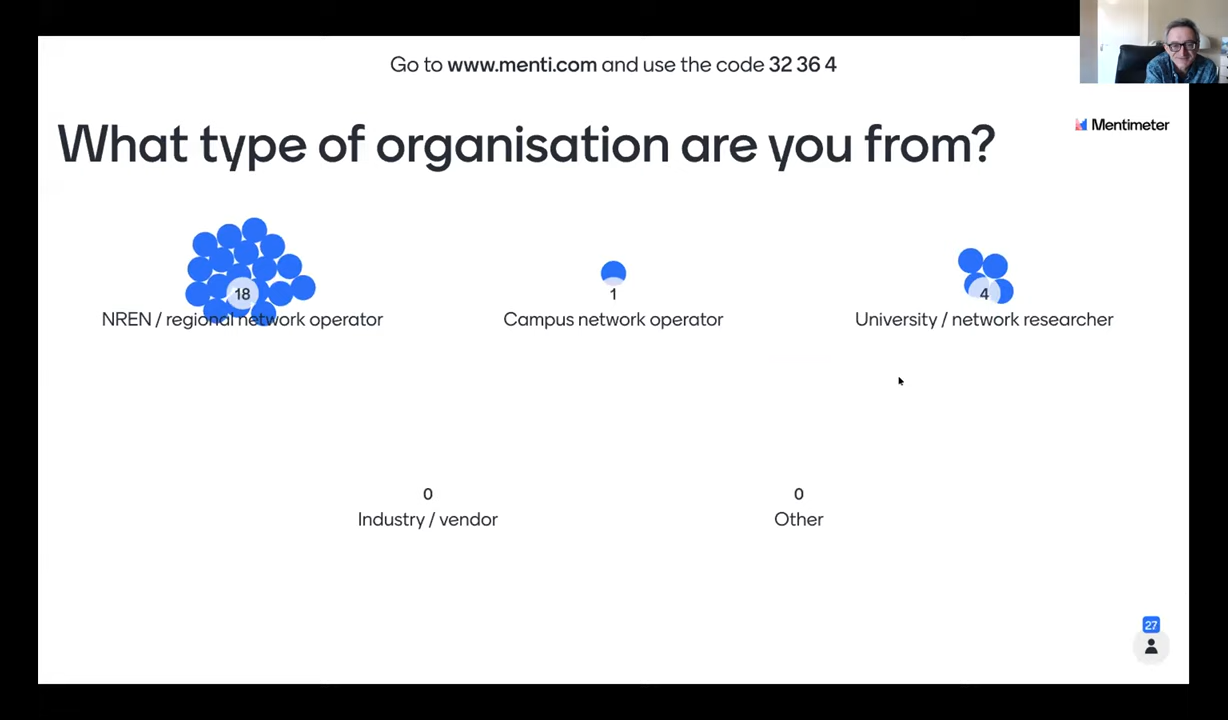 Go to www.menti.com and use the code 32 36 4
Mentimeter
What type of organisation are you from?
18
NREN / regional network operator
1
Campus network operator
4
University / network researcher
0
Industry / vendor
0
Other
27